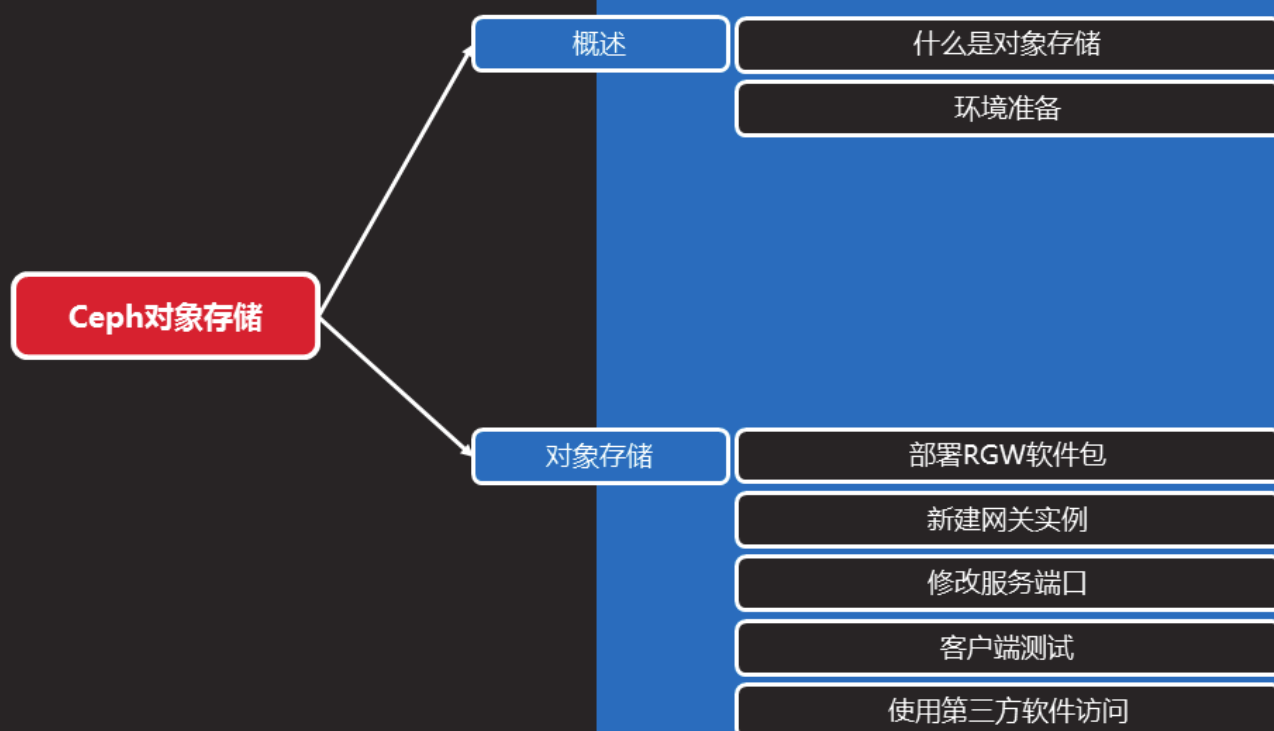 概述
什么是对象存储
环境准备
Ceph对象存储
对象存储
部署RGW软件包
新建网关实例
修改服务端口
客户端测试
使用第三方软件访问